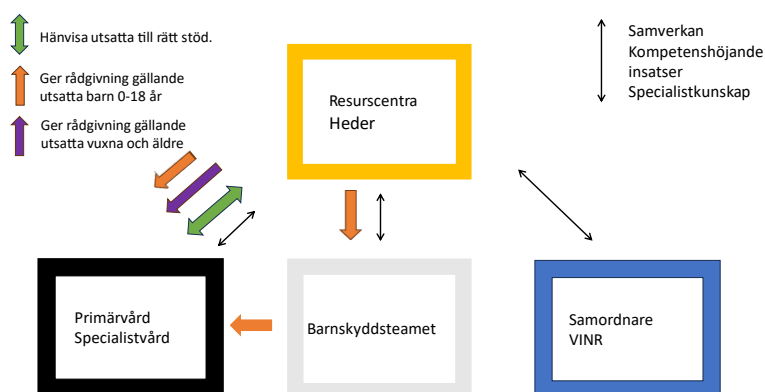 Hänvisa utsatta till rätt stöd.
Ger rådgivning gällande
utsatta barn 0-18 år
Ger rådgivning gällande
utsatta vuxna och äldre
Samverkan
Kompetenshöjande
insatser
Specialistkunskap
Resurscentra
Heder
Primärvård
Specialistvård
Barnskyddsteamet
Samordnare
VINR